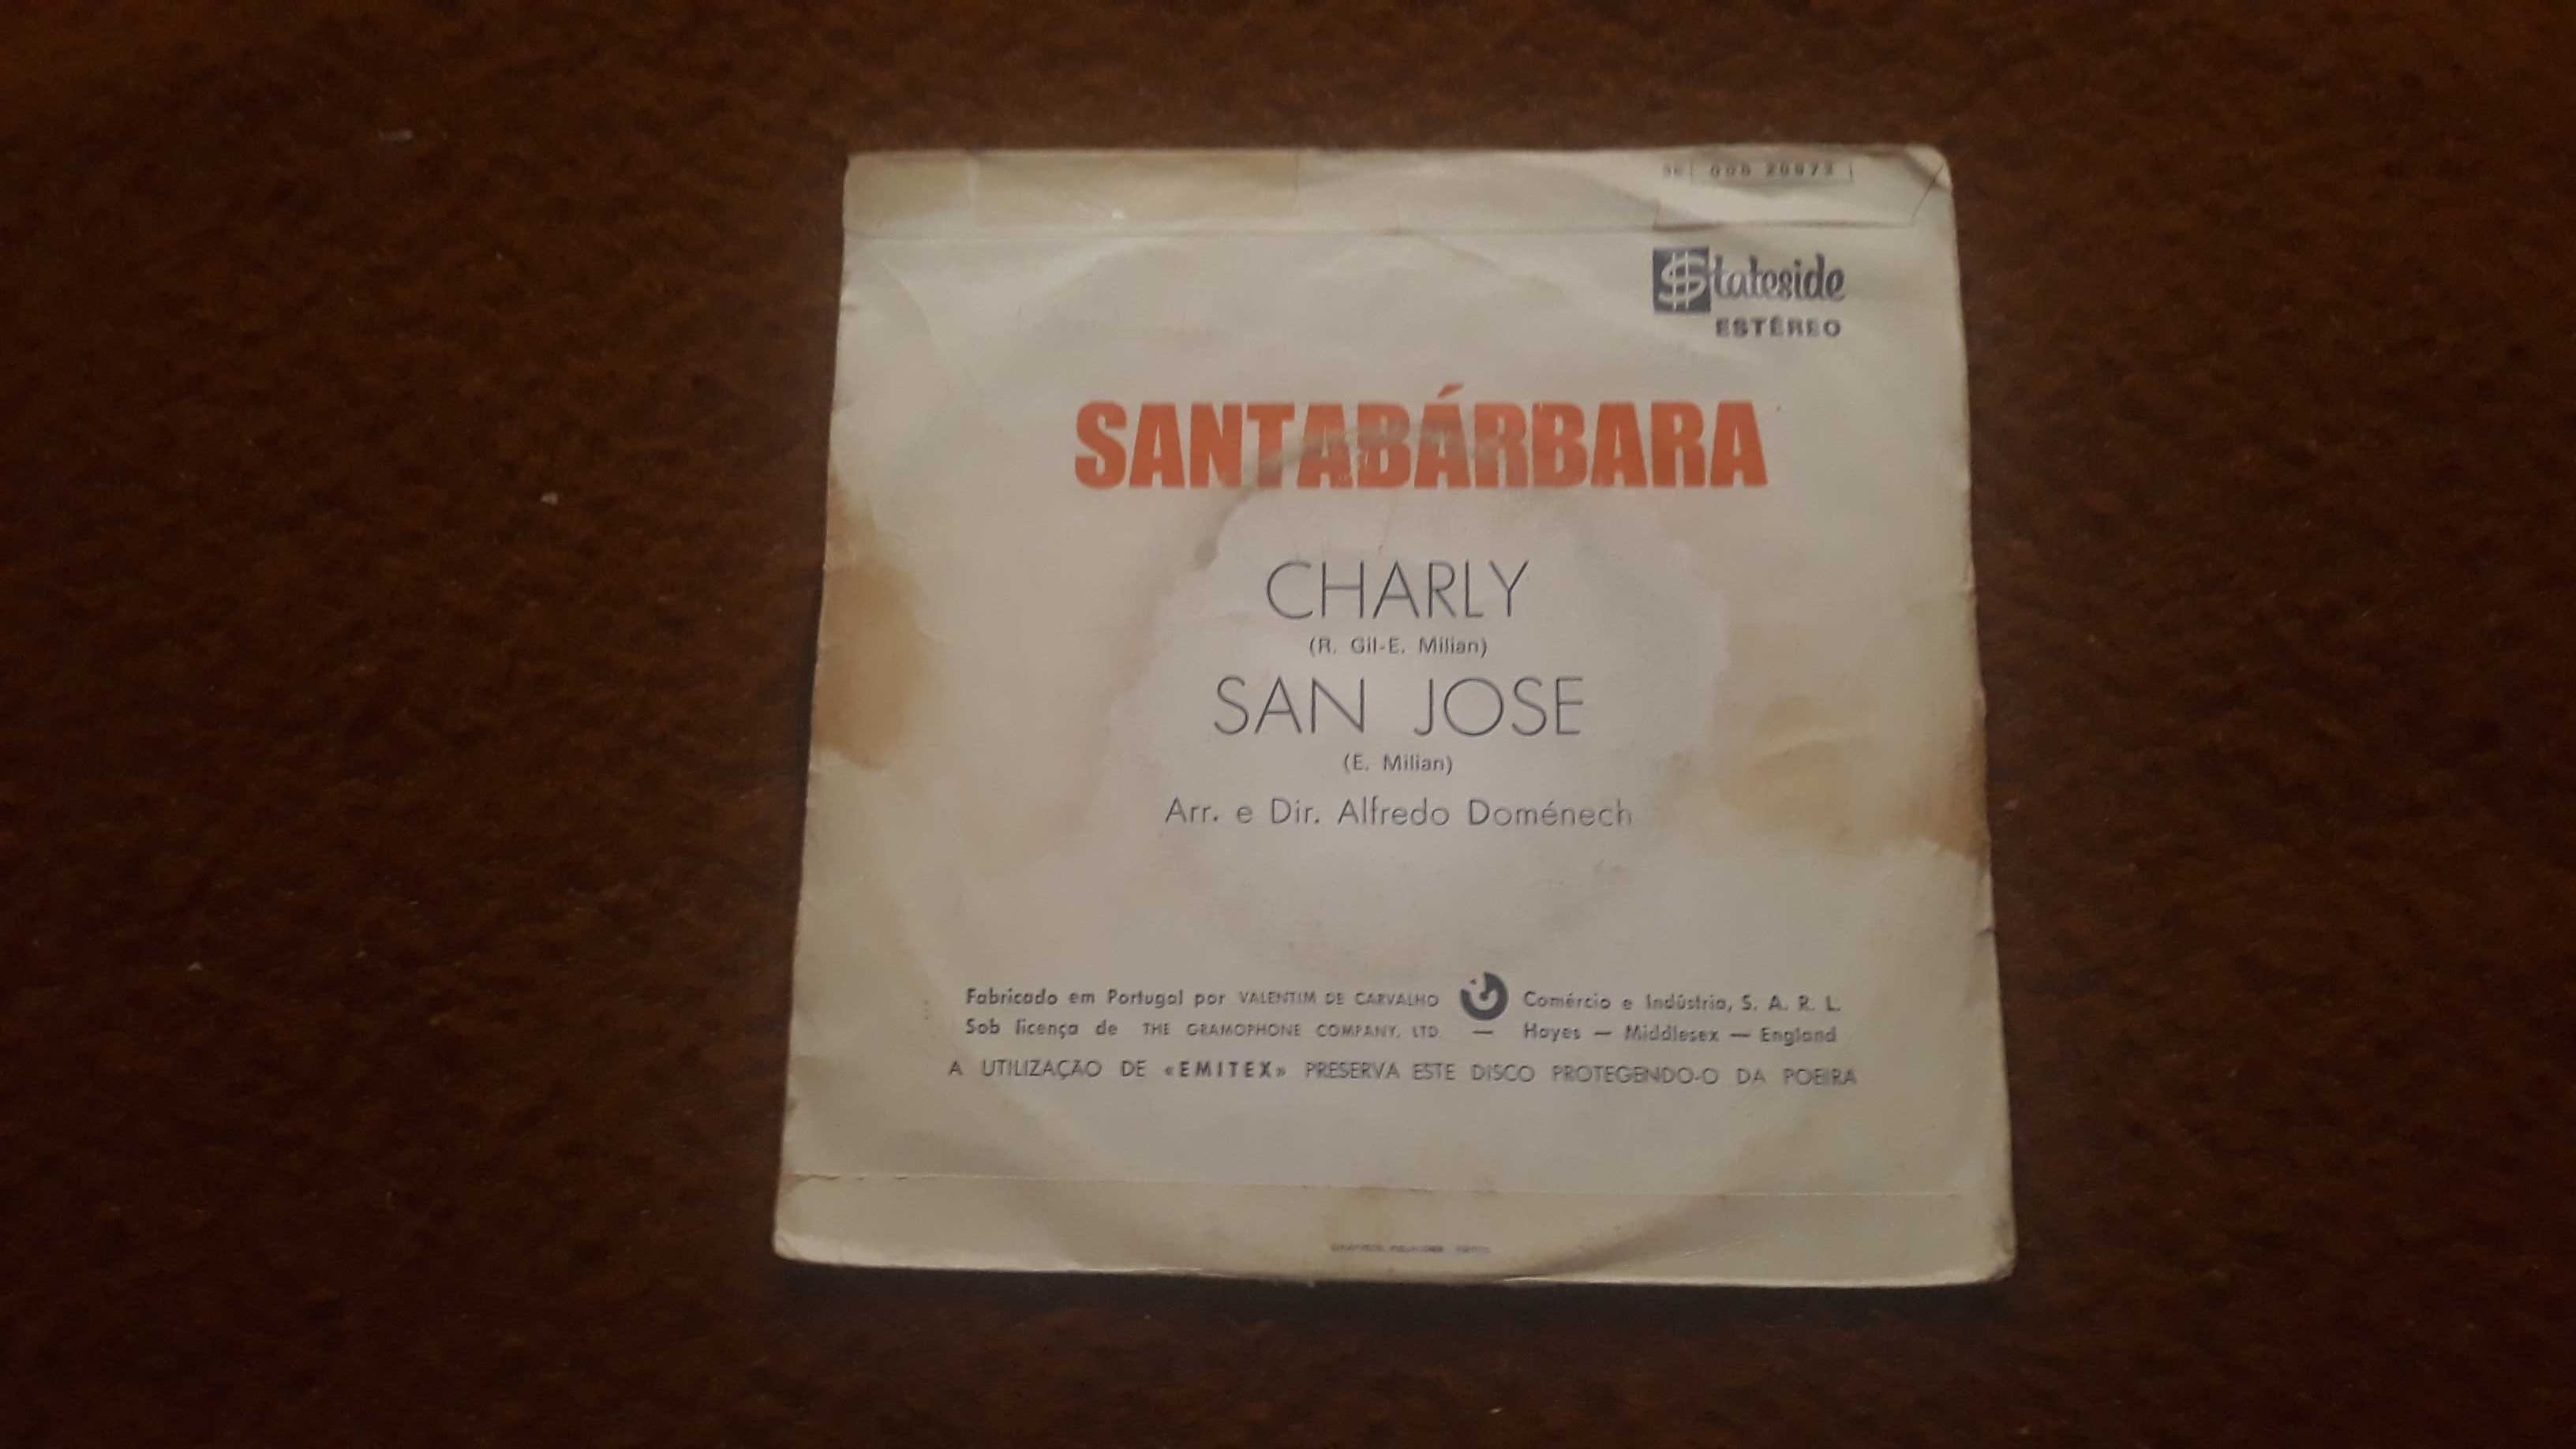 Stateside
ESTÉREO
SANTABÁRBARA
CHARLY
(R. Gil-E. Milian)
SAN JOSE
(E. Milian)
Arr. e Dir. Alfredo Doménech
Fabricado em Portugal por VALENTIM DE CARVALHO Comércio e Indústria, S. A. R. L.
Sob licença de THE GRAMOPHONE COMPANY, LTD. — Hayes — Middlesex — England
A UTILIZAÇÃO DE «EMITEX» PRESERVA ESTE DISCO PROTEGENDO-O DA POEIRA